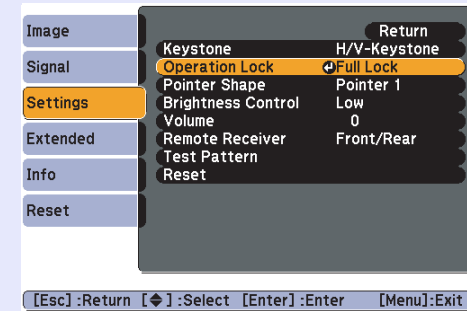 Image
Signal
Settings
Extended
Info
Reset
Return
Keystone H/V-Keystone
Operation Lock Full Lock
Pointer Shape Pointer 1
Brightness Control Low
Volume 0
Remote Receiver Front/Rear
Test Pattern
Reset
[Esc] :Return [◆] :Select [Enter] :Enter [Menu]:Exit